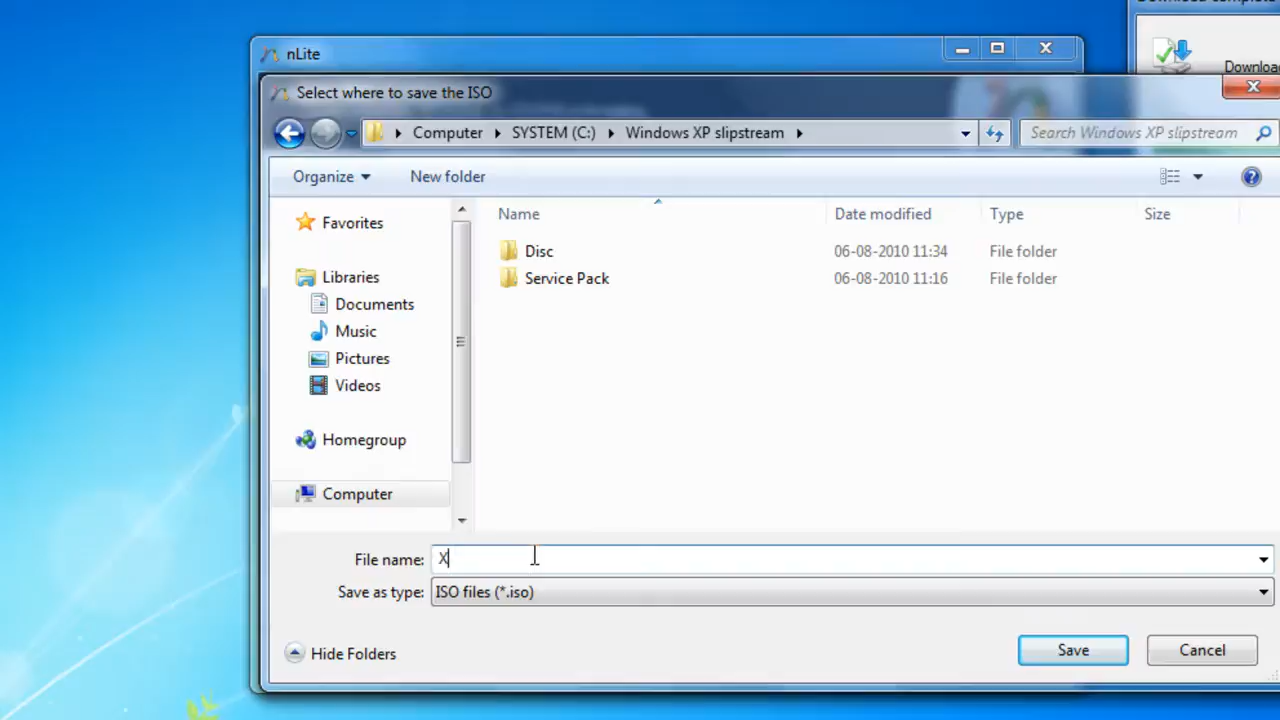 Download complete
nLite
Download
Select where to save the ISO
Computer SYSTEM (C:) Windows XP slipstream
Search Windows XP slipstream
Organize New folder
Name Date modified Type Size
Favorites
Disc 06-08-2010 11:34 File folder
Libraries
Service Pack 06-08-2010 11:16 File folder
Documents
Music
Pictures
Videos
Homegroup
Computer
File name: X
Save as type: ISO files (*.iso)
Hide Folders Save Cancel